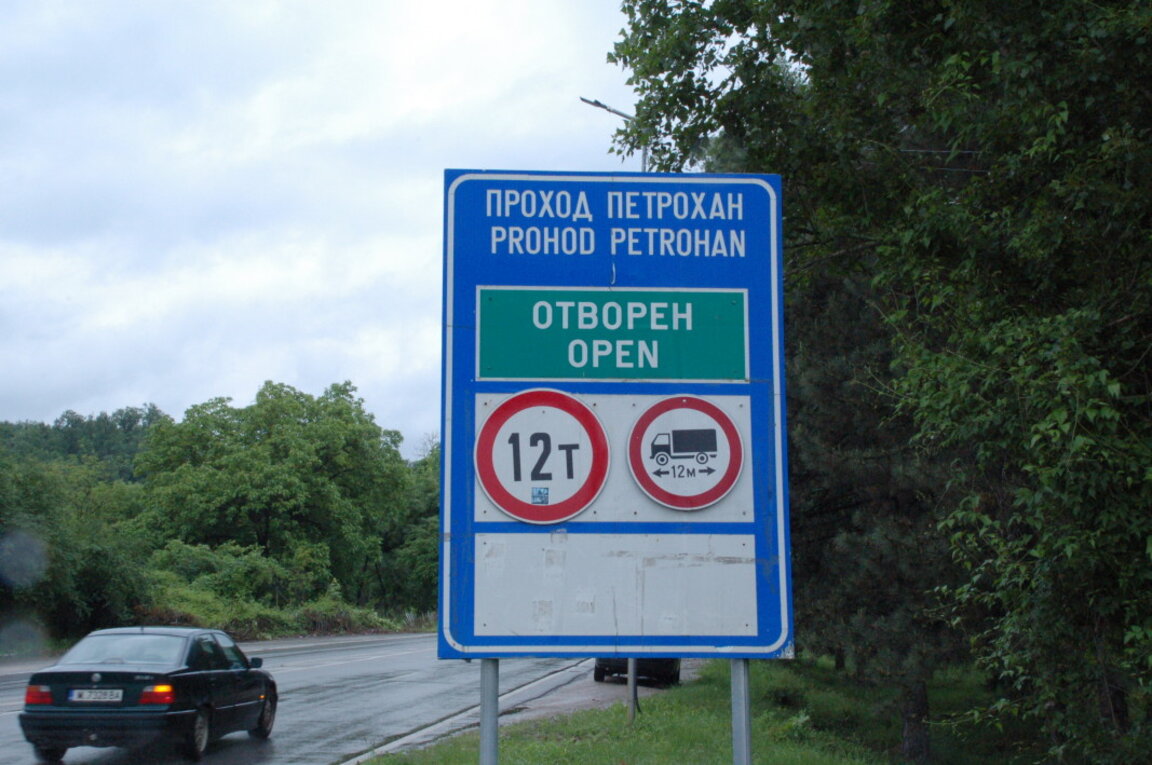 ПРОХОД ПЕТРОХАН
PROHOD PETROHAN
ОТВОРЕН
OPEN
12Т
12М